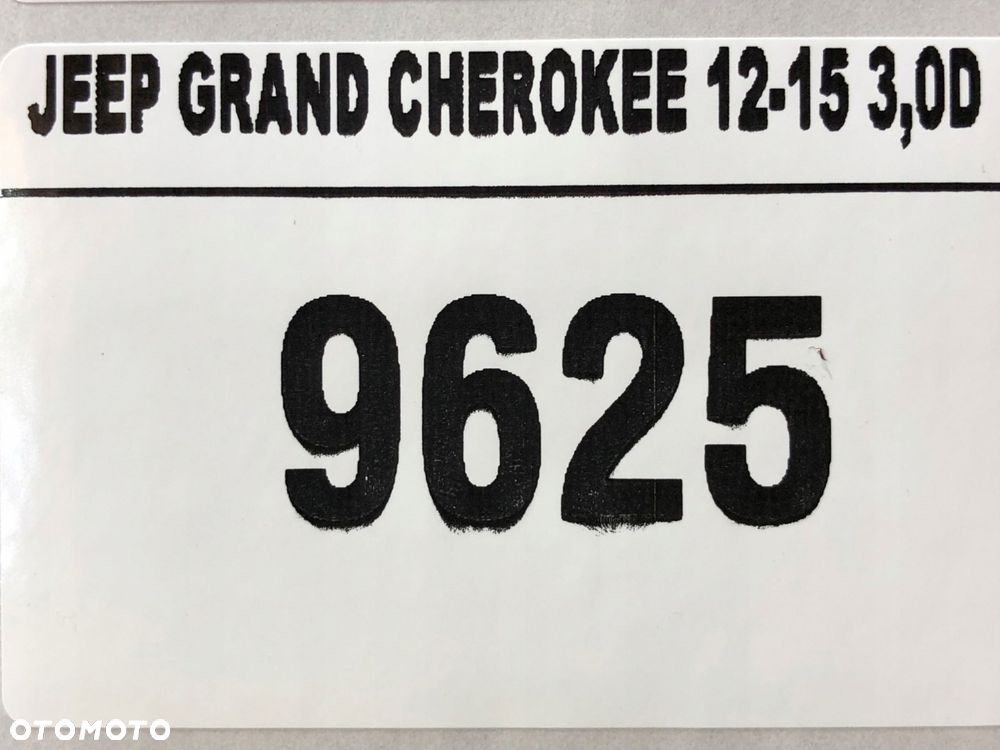 JEEP GRAND CHEROKEE 12-15 3,0D
9625
OTOMOTO